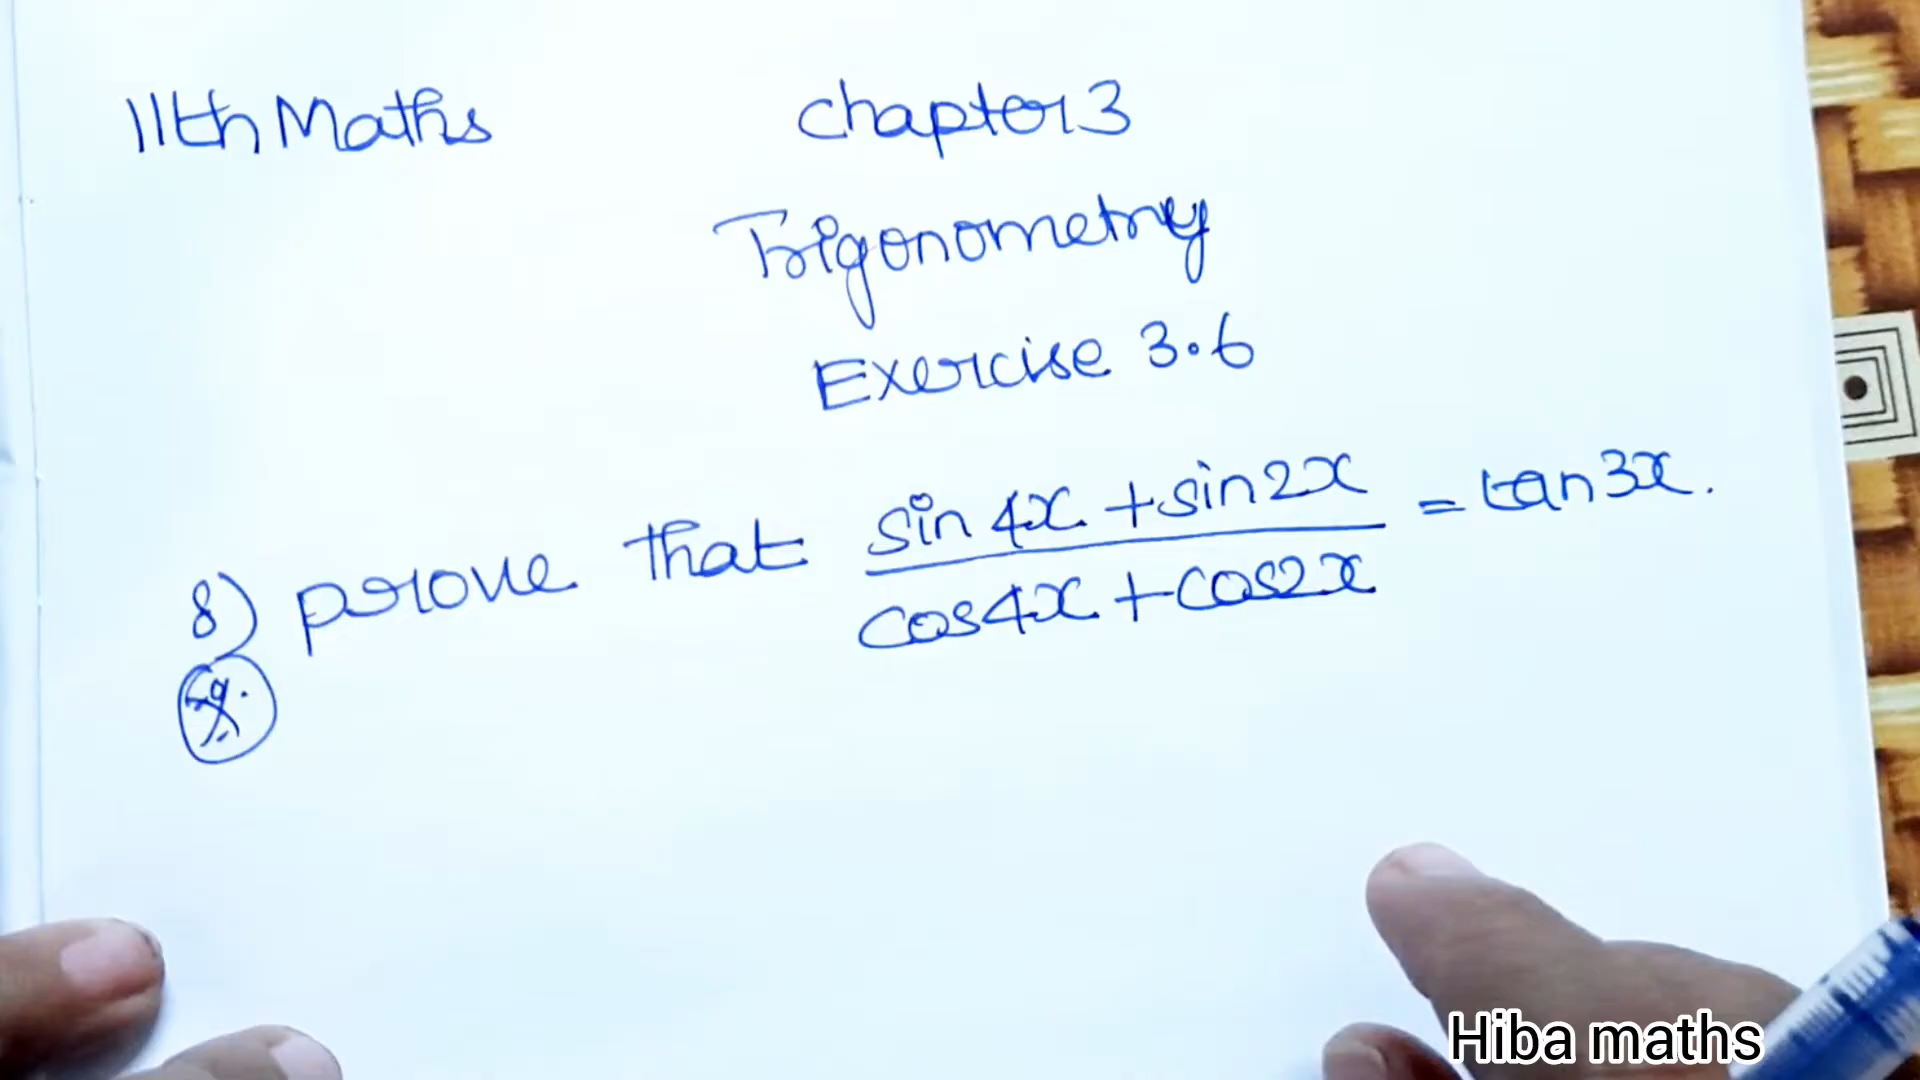 11th Maths Chapter 3
Trigonometry
Exercise 3.6
8) prove that sin 4x + sin 2x / cos 4x + cos 2x = tan 3x.
Hiba maths